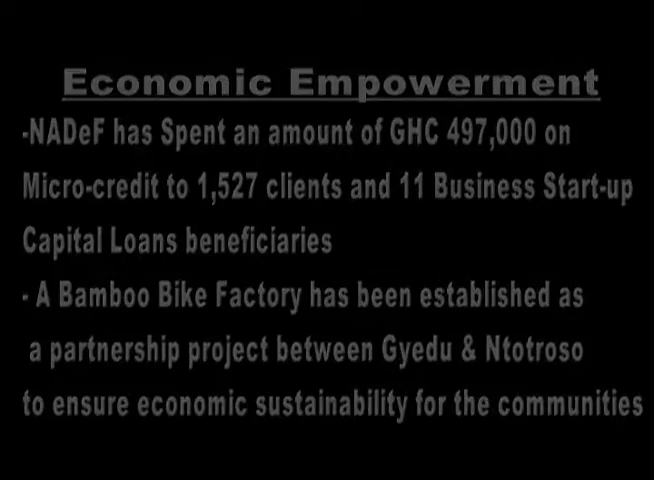 Economic Empowerment
-NADeF has Spent an amount of GHC 497,000 on
Micro-credit to 1,527 clients and 11 Business Start-up
Capital Loans beneficiaries
- A Bamboo Bike Factory has been established as
a partnership project between Gyedu & Ntotroso
to ensure economic sustainability for the communities